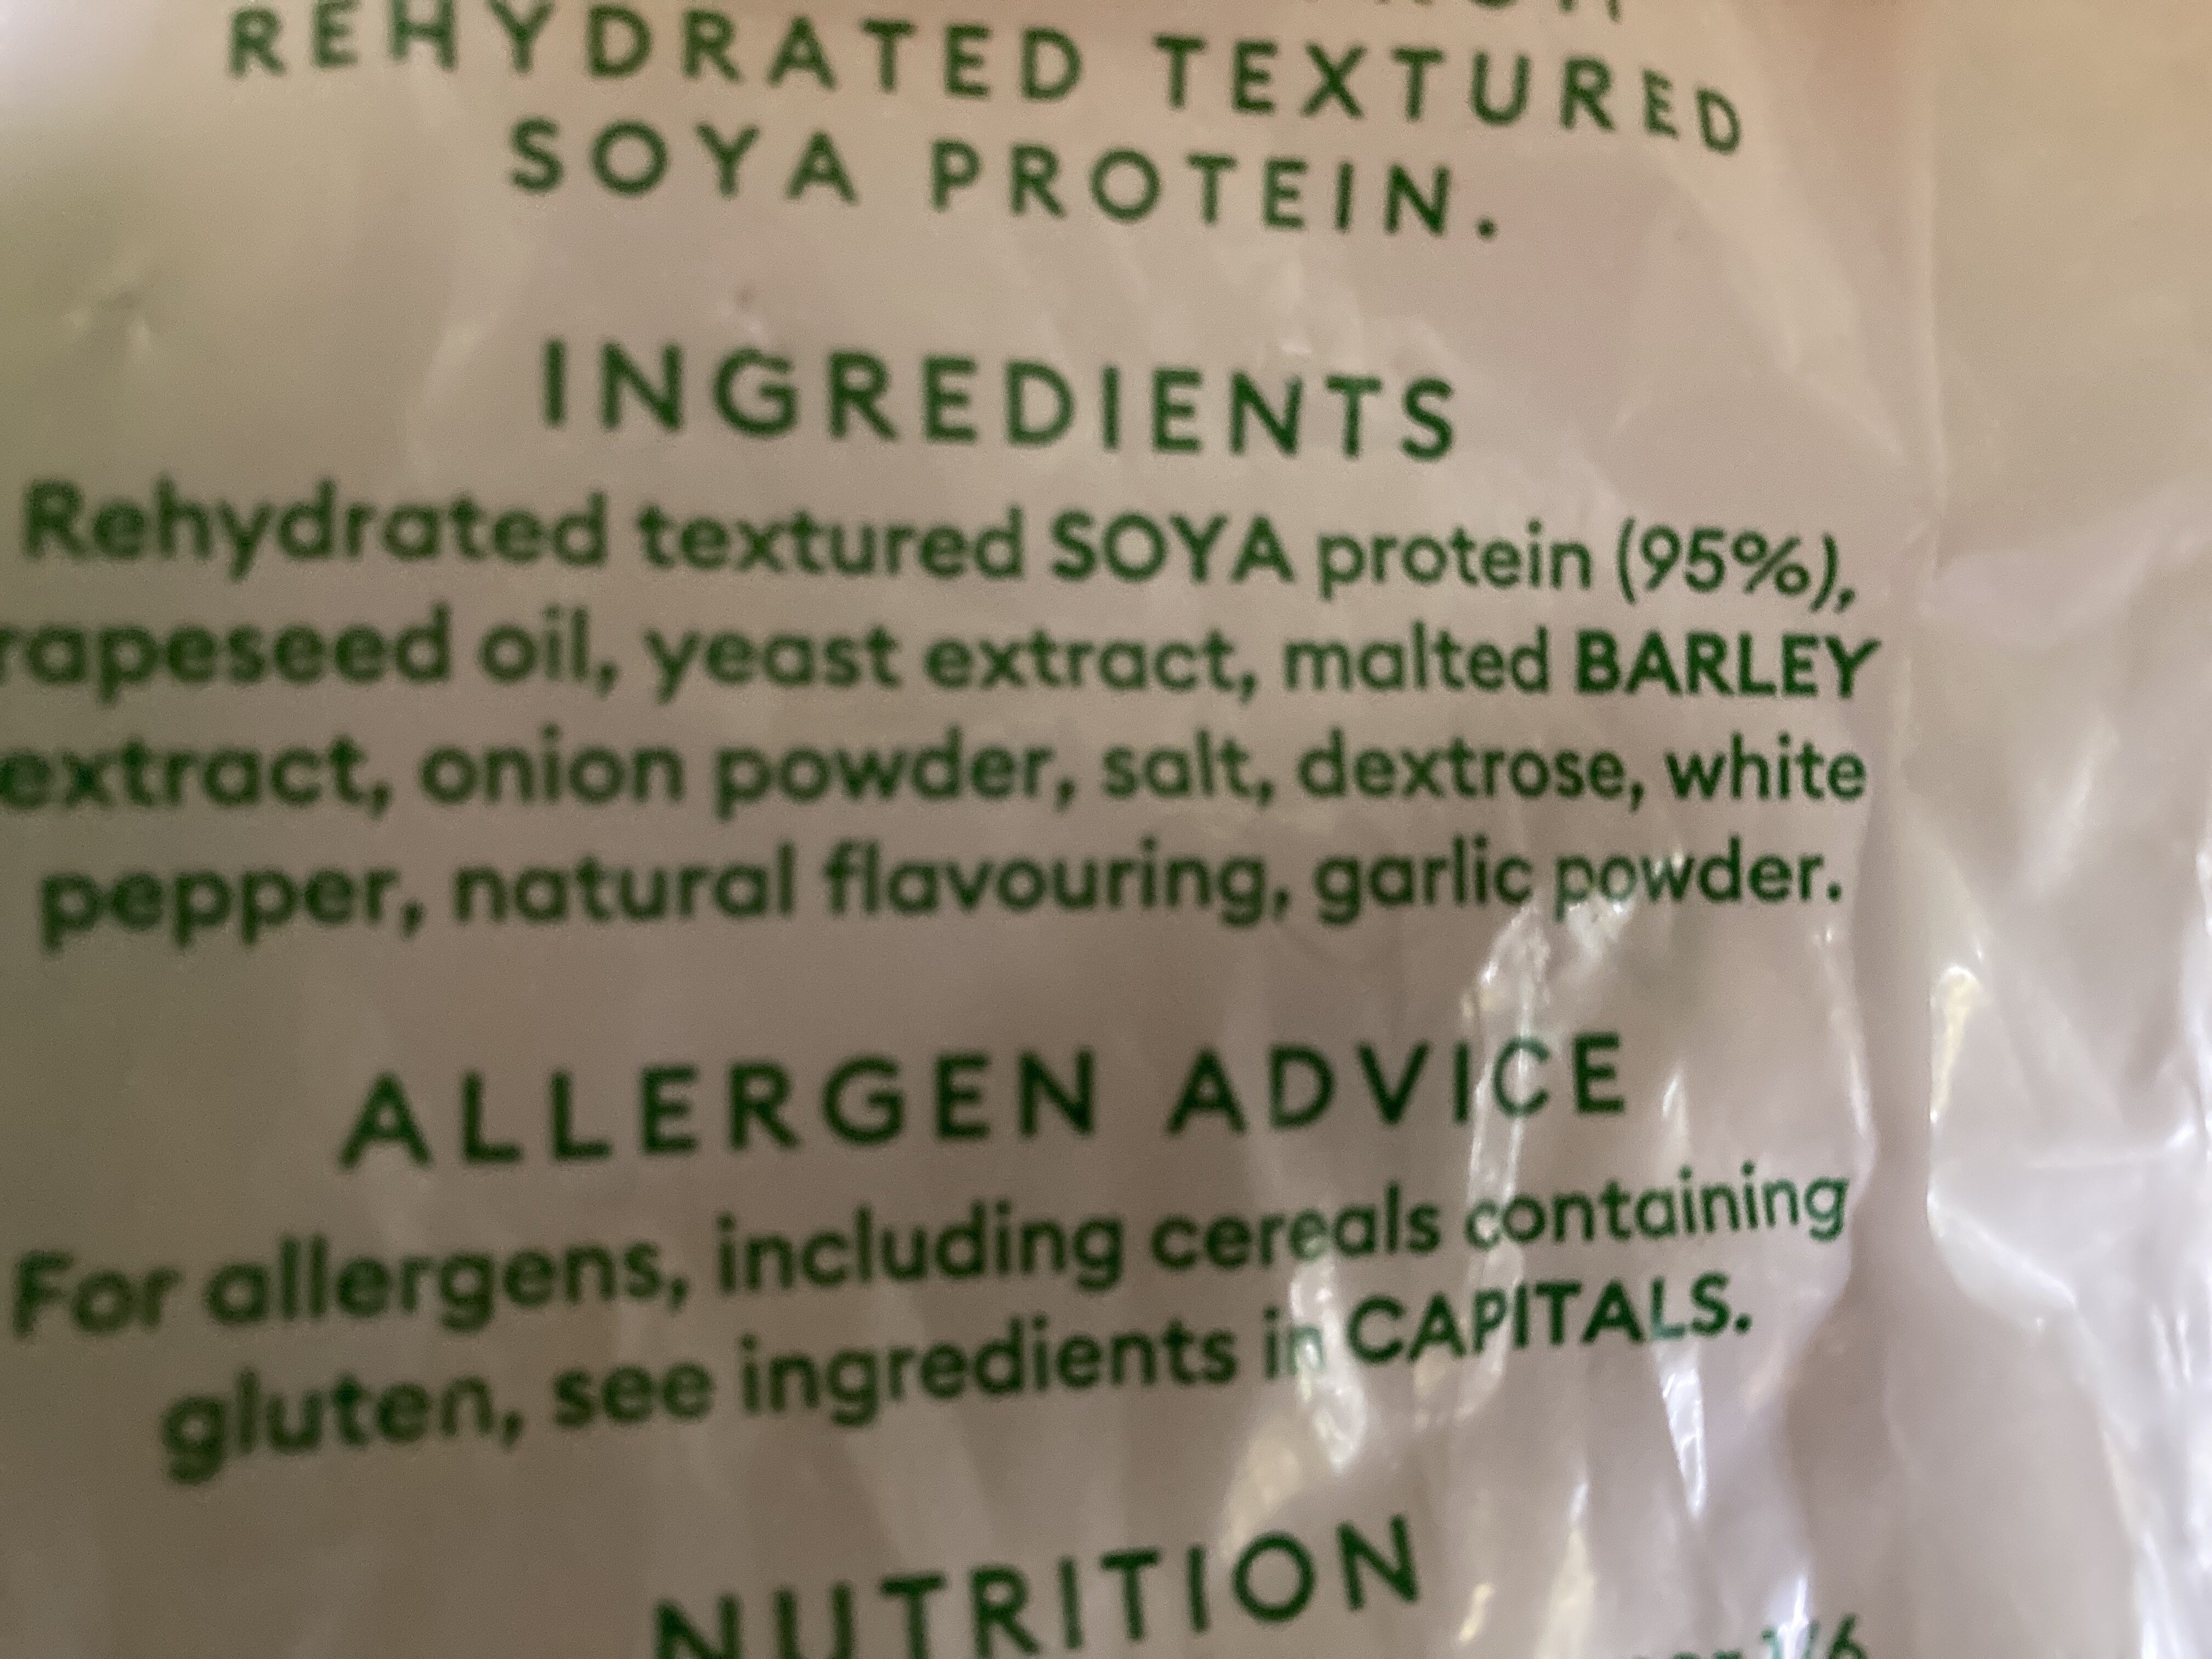 REHYDRATED TEXTURED
SOYA PROTEIN.
INGREDIENTS
Rehydrated textured SOYA protein (95%),
rapeseed oil, yeast extract, malted BARLEY
extract, onion powder, salt, dextrose, white
pepper, natural flavouring, garlic powder.
ALLERGEN ADVICE
For allergens, including cereals containing
gluten, see ingredients in CAPITALS.
NUTRITION